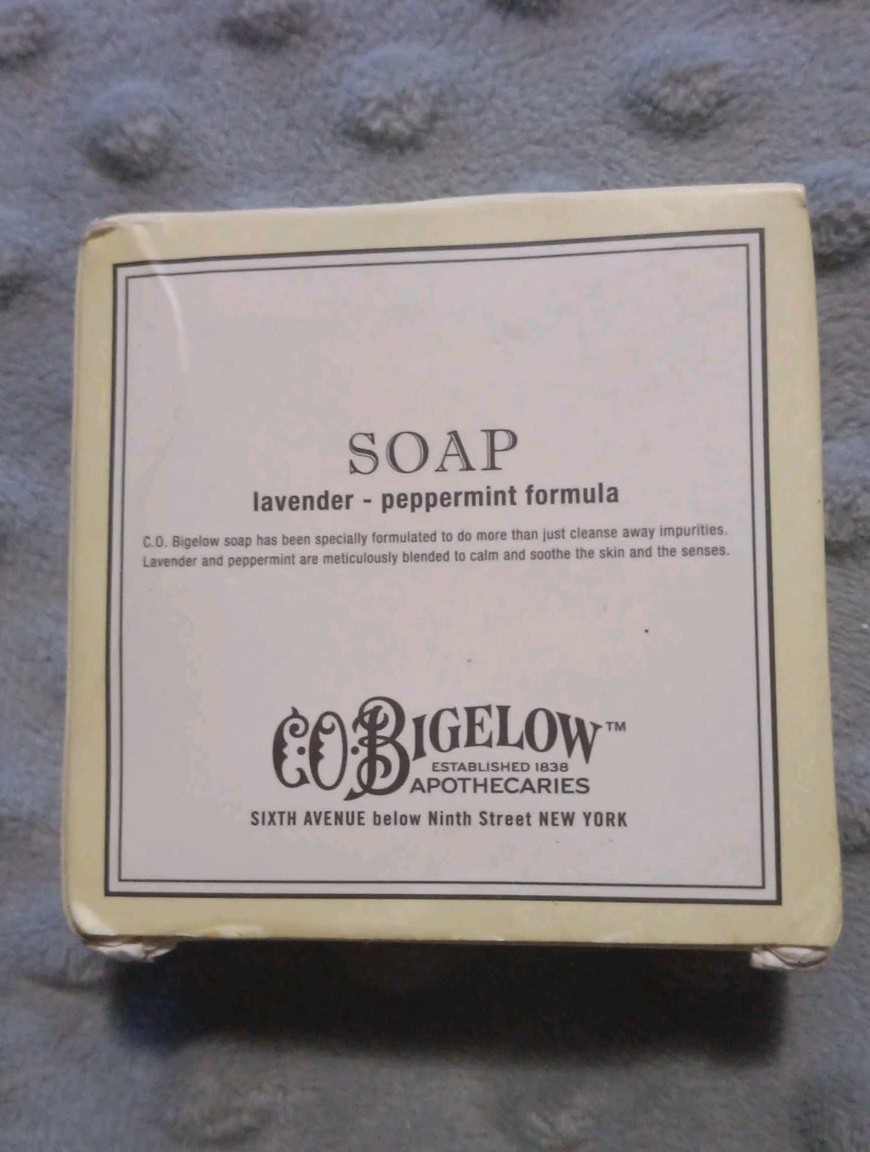 SOAP
lavender - peppermint formula
C.O. Bigelow soap has been specially formulated to do more than just cleanse away impurities.
Lavender and peppermint are meticulously blended to calm and soothe the skin and the senses.
C.O. BIGELOW™
ESTABLISHED 1838
APOTHECARIES
SIXTH AVENUE below Ninth Street NEW YORK